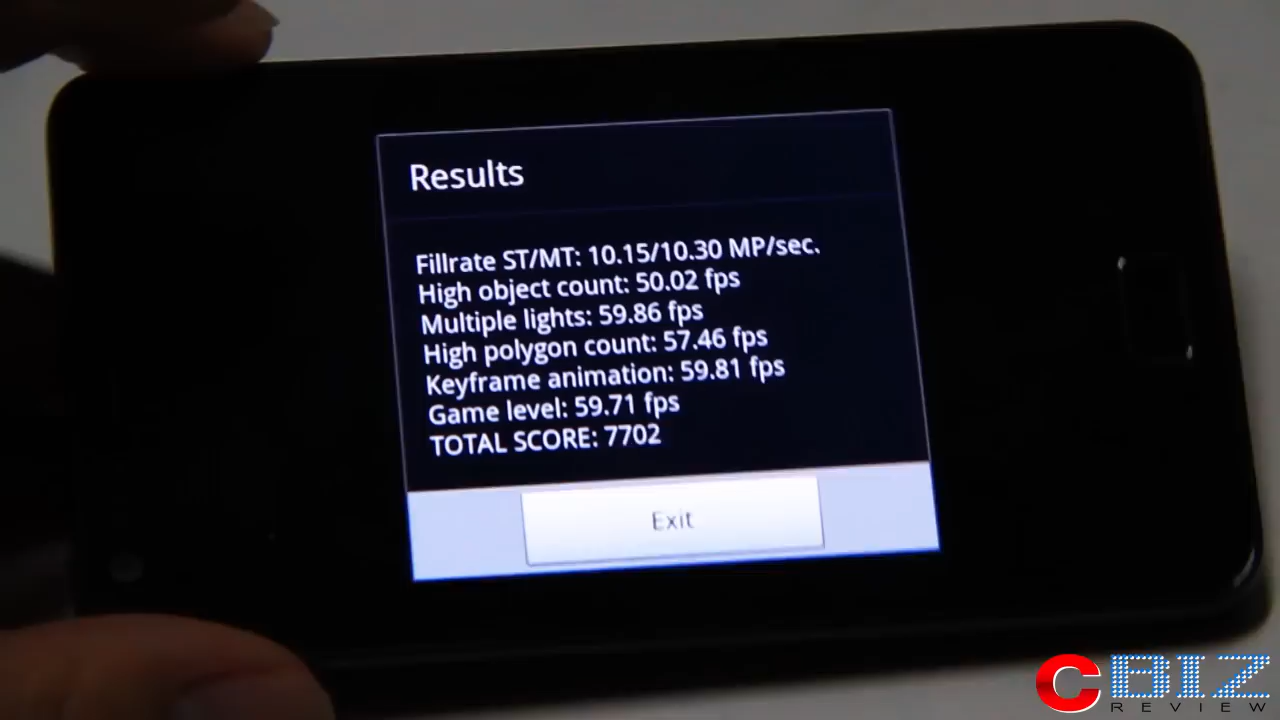 Results
Fillrate ST/MT: 10.15/10.30 MP/sec.
High object count: 50.02 fps
Multiple lights: 59.86 fps
High polygon count: 57.46 fps
Keyframe animation: 59.81 fps
Game level: 59.71 fps
TOTAL SCORE: 7702
Exit
CBIZ
REVIEW